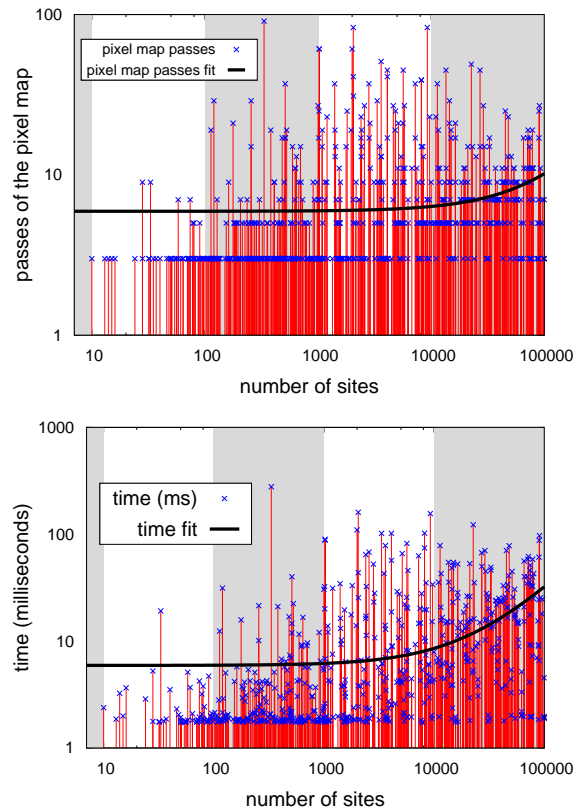 100
pixel map passes
pixel map passes fit
passes of the pixel map
10
1
10 100 1000 10000 100000
number of sites
1000
time (ms)
time fit
time (milliseconds)
100
10
1
10 100 1000 10000 100000
number of sites